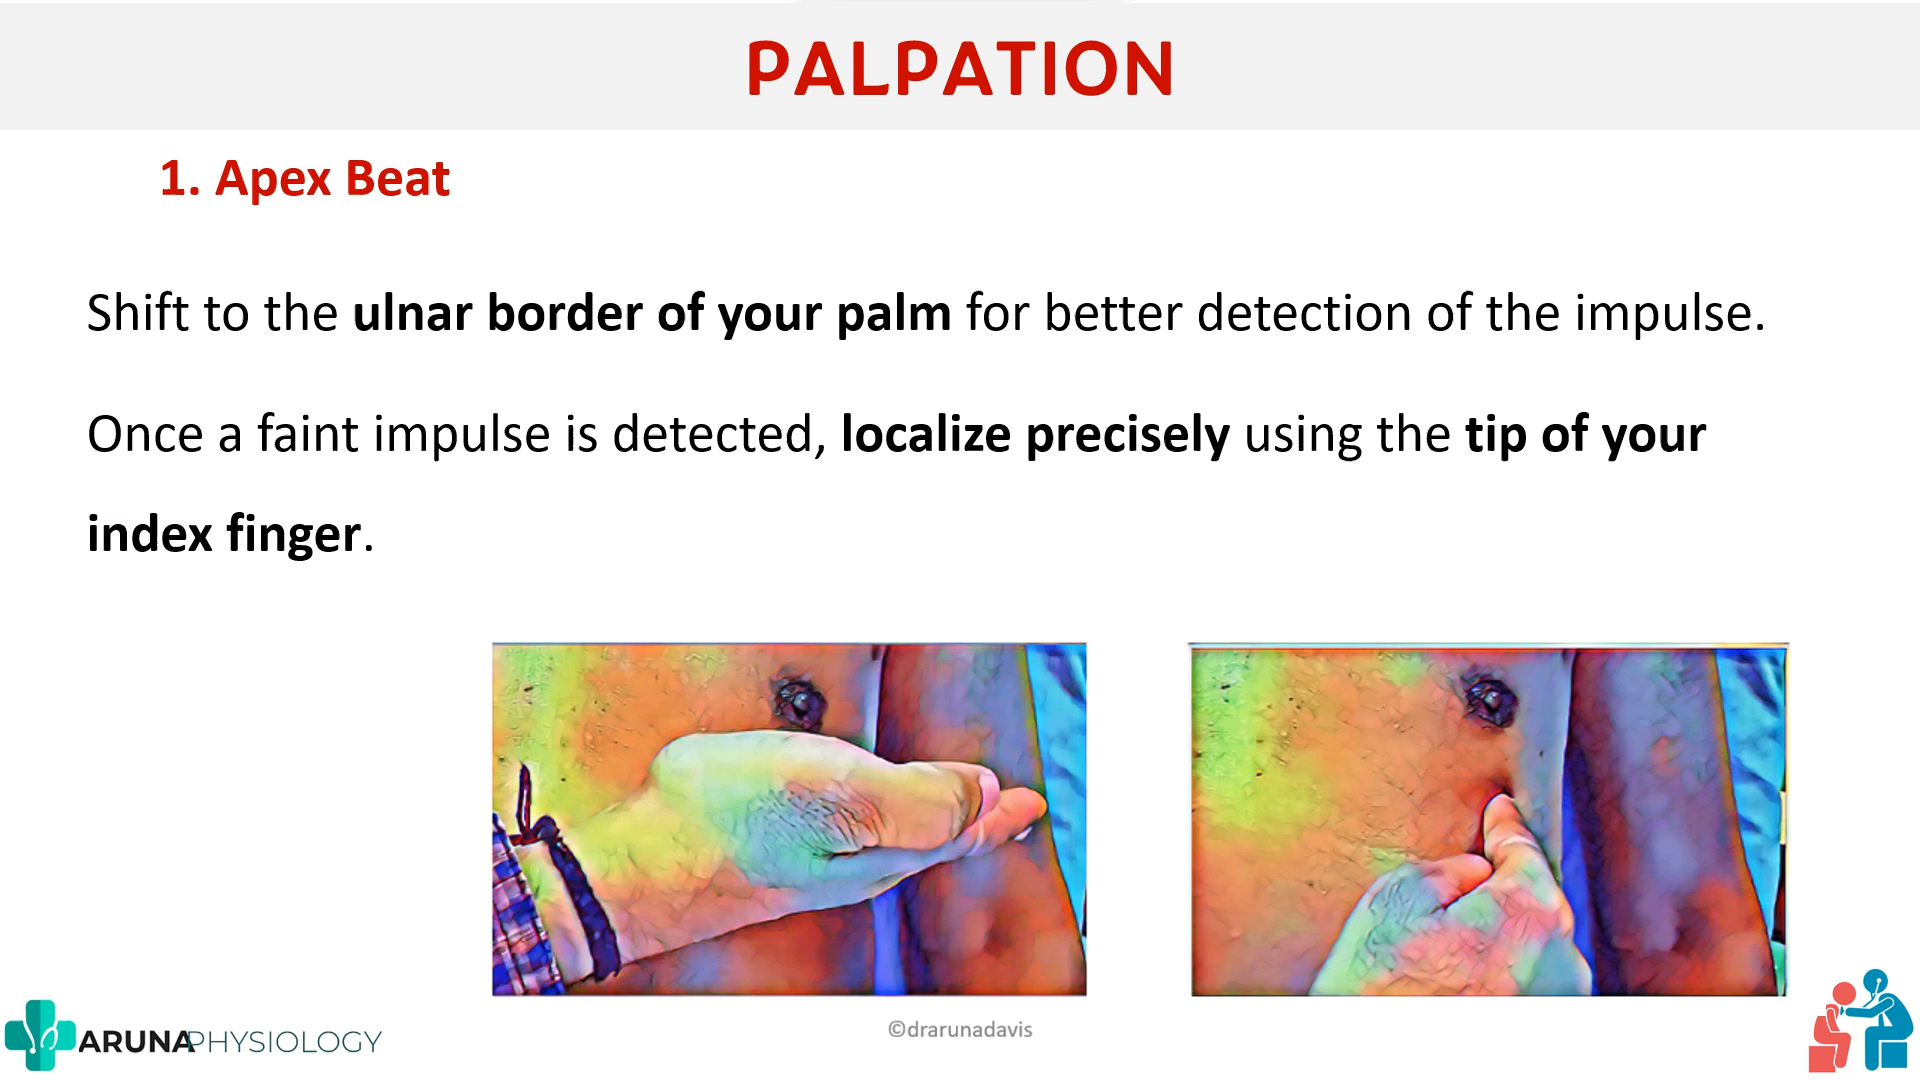 PALPATION
1. Apex Beat
Shift to the ulnar border of your palm for better detection of the impulse.
Once a faint impulse is detected, localize precisely using the tip of your
index finger.
©drarunadavis
ARUNAPHYSIOLOGY